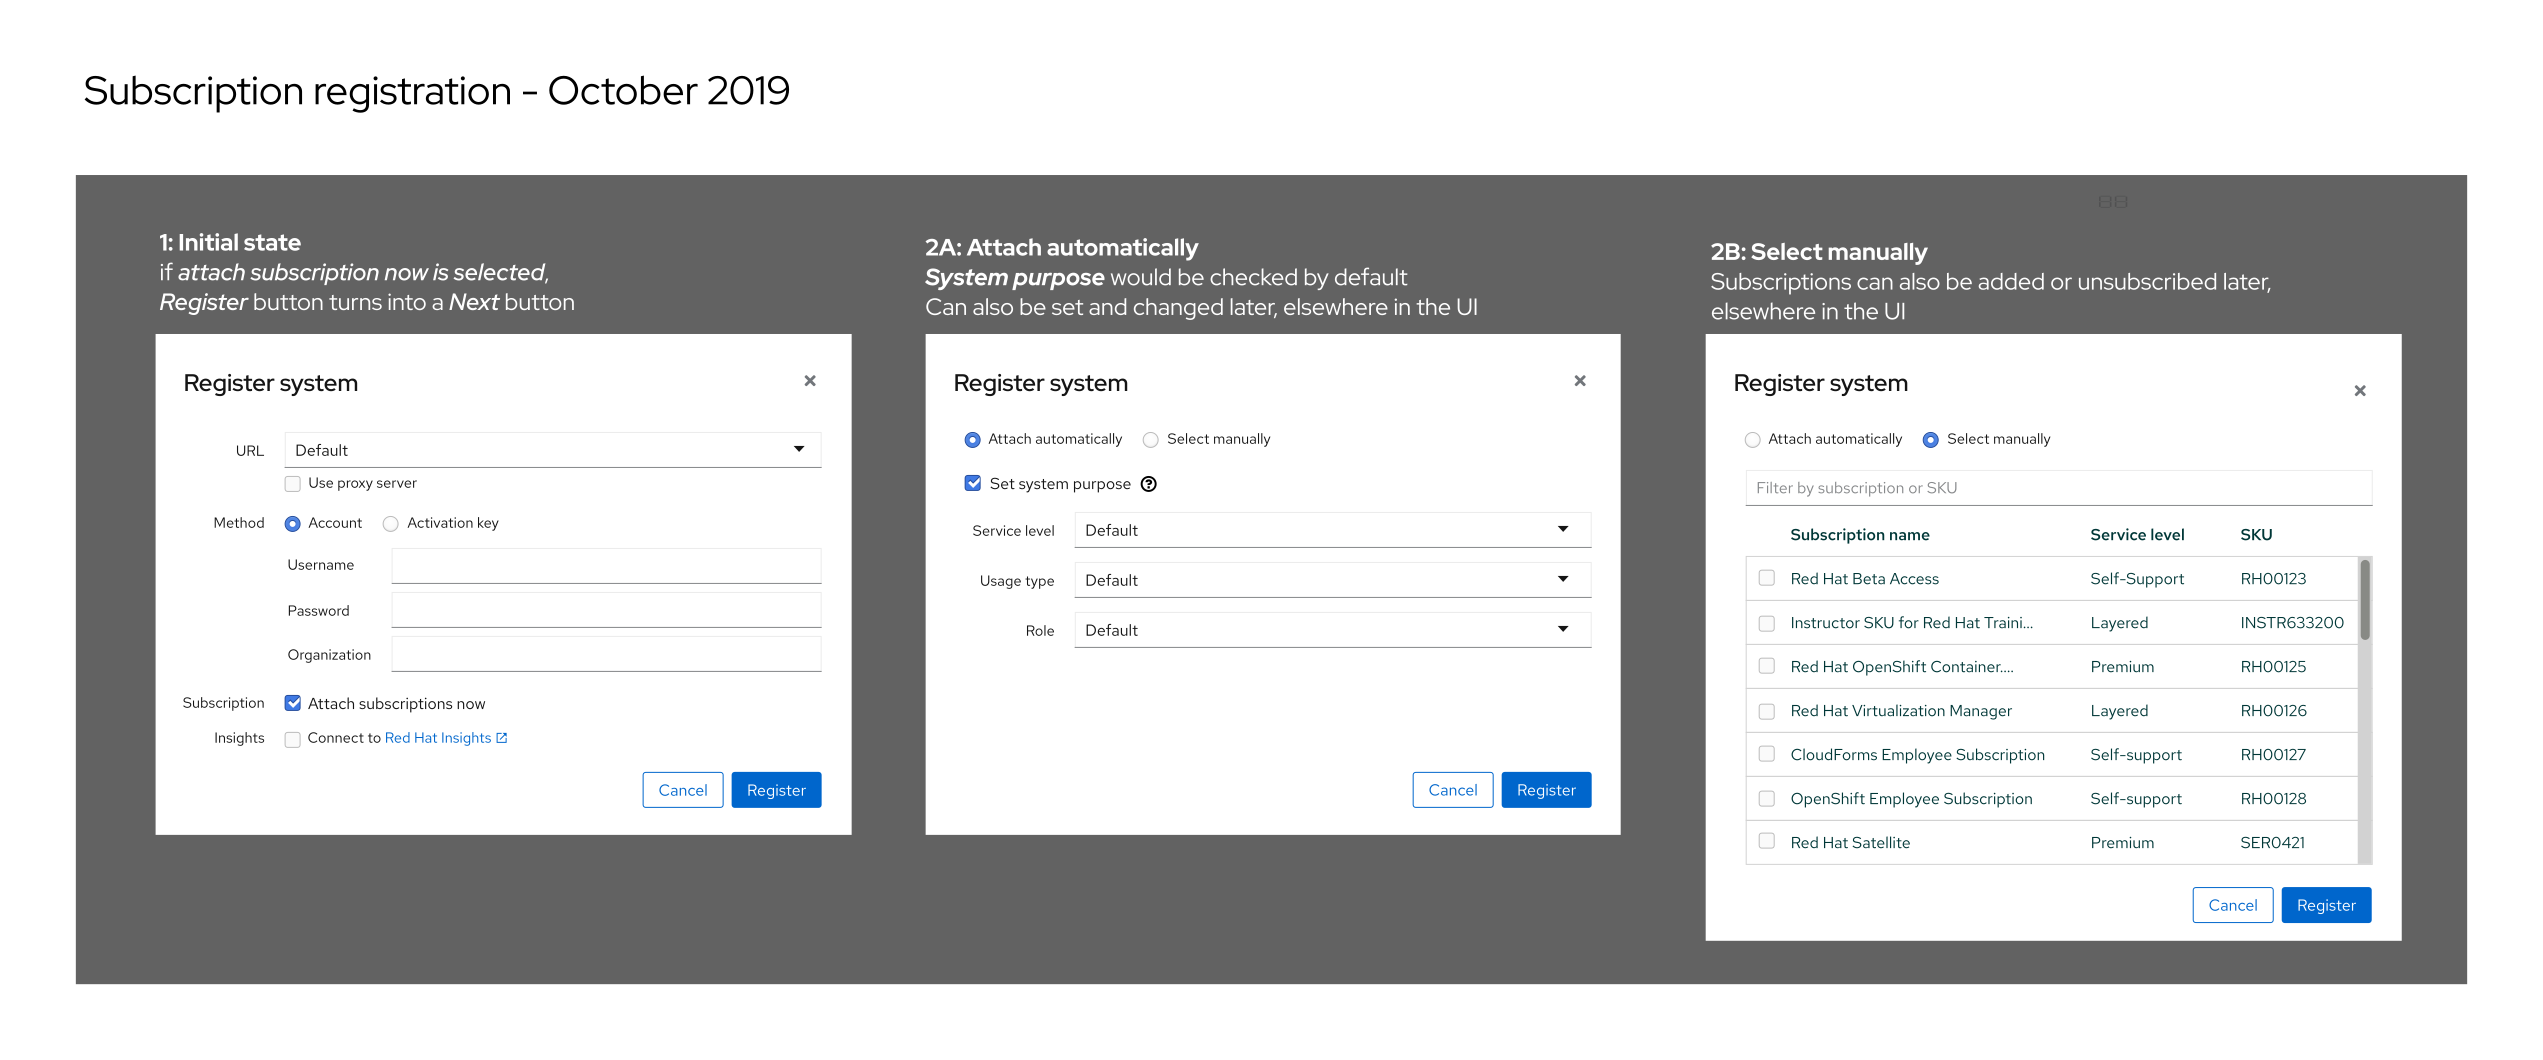 Subscription registration - October 2019
1: Initial state
if attach subscription now is selected,
Register button turns into a Next button
Register system
URL Default
Use proxy server
Method Account Activation key
Username
Password
Organization
Subscription Attach subscriptions now
Insights Connect to Red Hat Insights
Cancel Register
2A: Attach automatically
System purpose would be checked by default
Can also be set and changed later, elsewhere in the UI
Register system
Attach automatically Select manually
Set system purpose
Service level Default
Usage type Default
Role Default
Cancel Register
88
2B: Select manually
Subscriptions can also be added or unsubscribed later,
elsewhere in the UI
Register system
Attach automatically Select manually
Filter by subscription or SKU
Subscription name Service level SKU
Red Hat Beta Access Self-Support RH00123
Instructor SKU for Red Hat Traini... Layered INSTR633200
Red Hat OpenShift Container.... Premium RH00125
Red Hat Virtualization Manager Layered RH00126
CloudForms Employee Subscription Self-support RH00127
OpenShift Employee Subscription Self-support RH00128
Red Hat Satellite Premium SER0421
Cancel Register